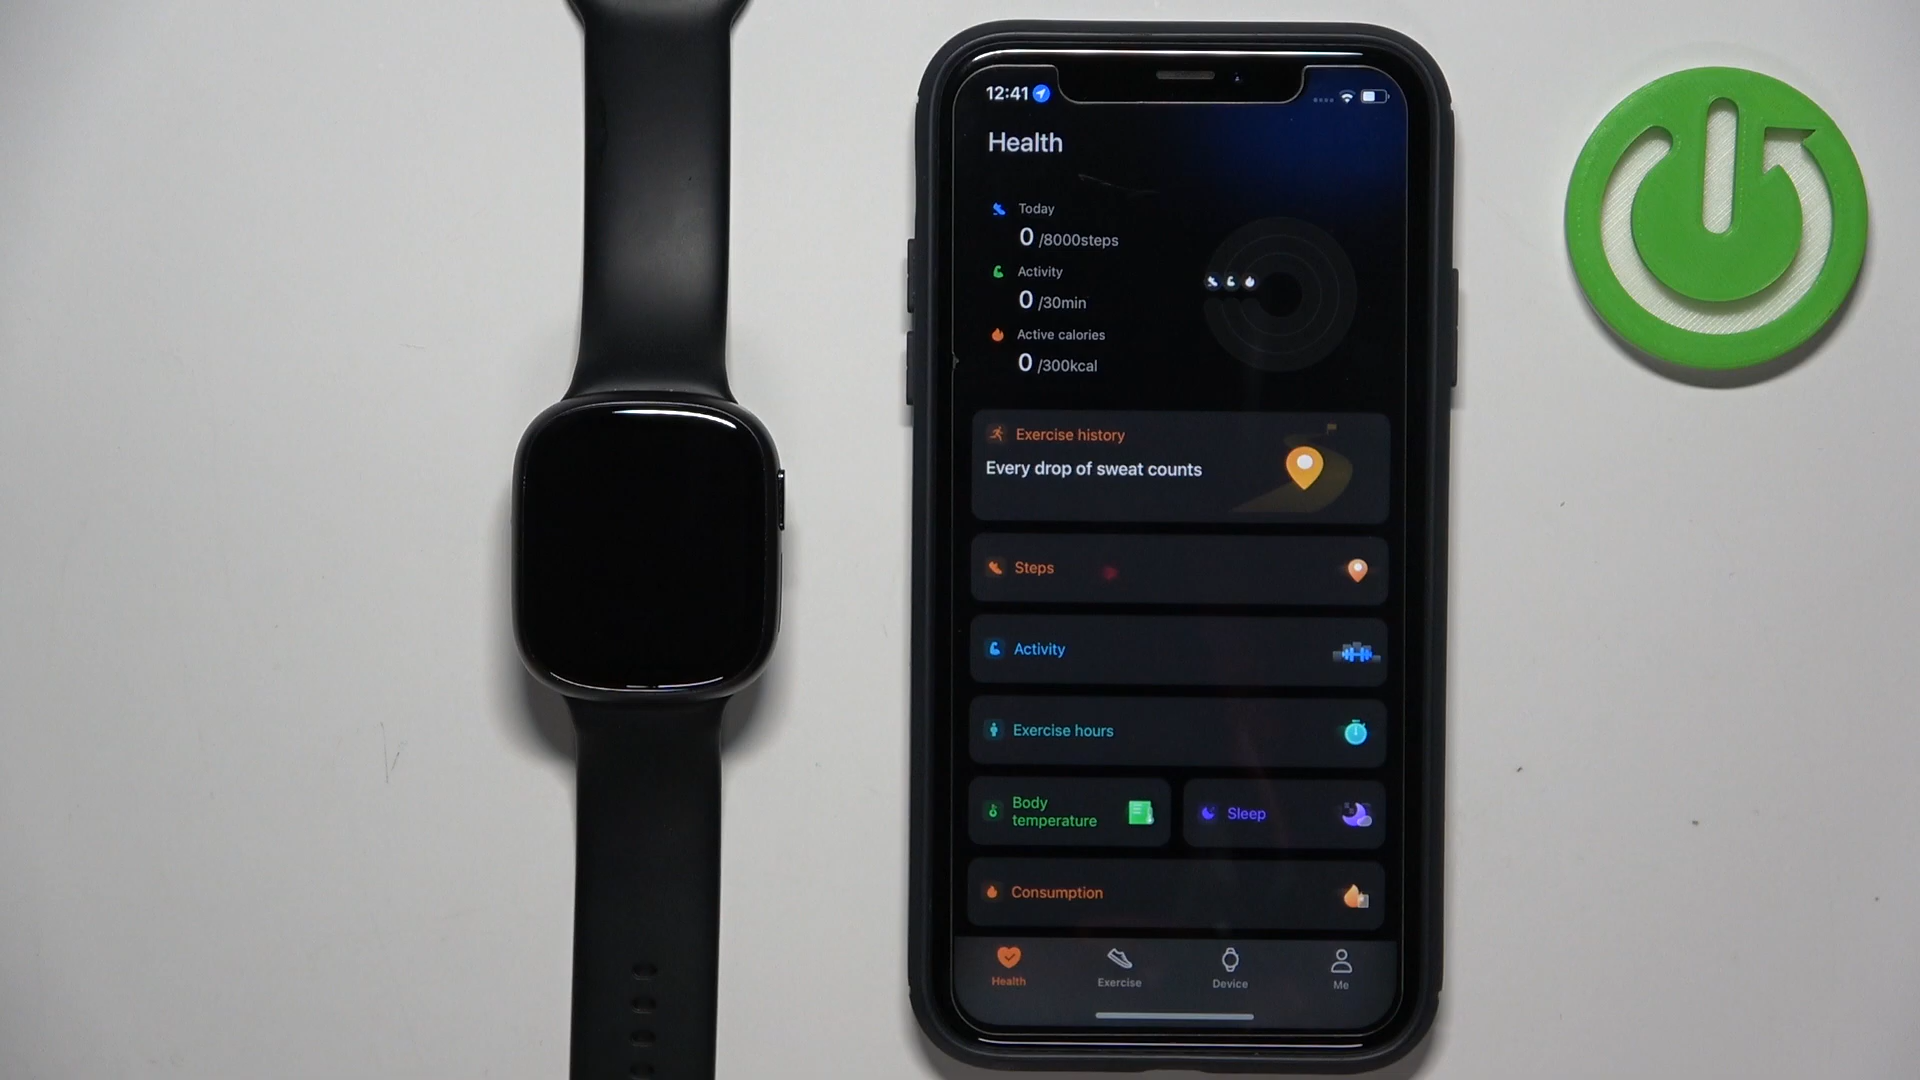 12:41
Health
Today
0 /8000steps
Activity
0 /30min
Active calories
0 /300kcal
Exercise history
Every drop of sweat counts
Steps
Activity
Exercise hours
Body
temperature
Sleep
Consumption
Health
Exercise
Device
Me